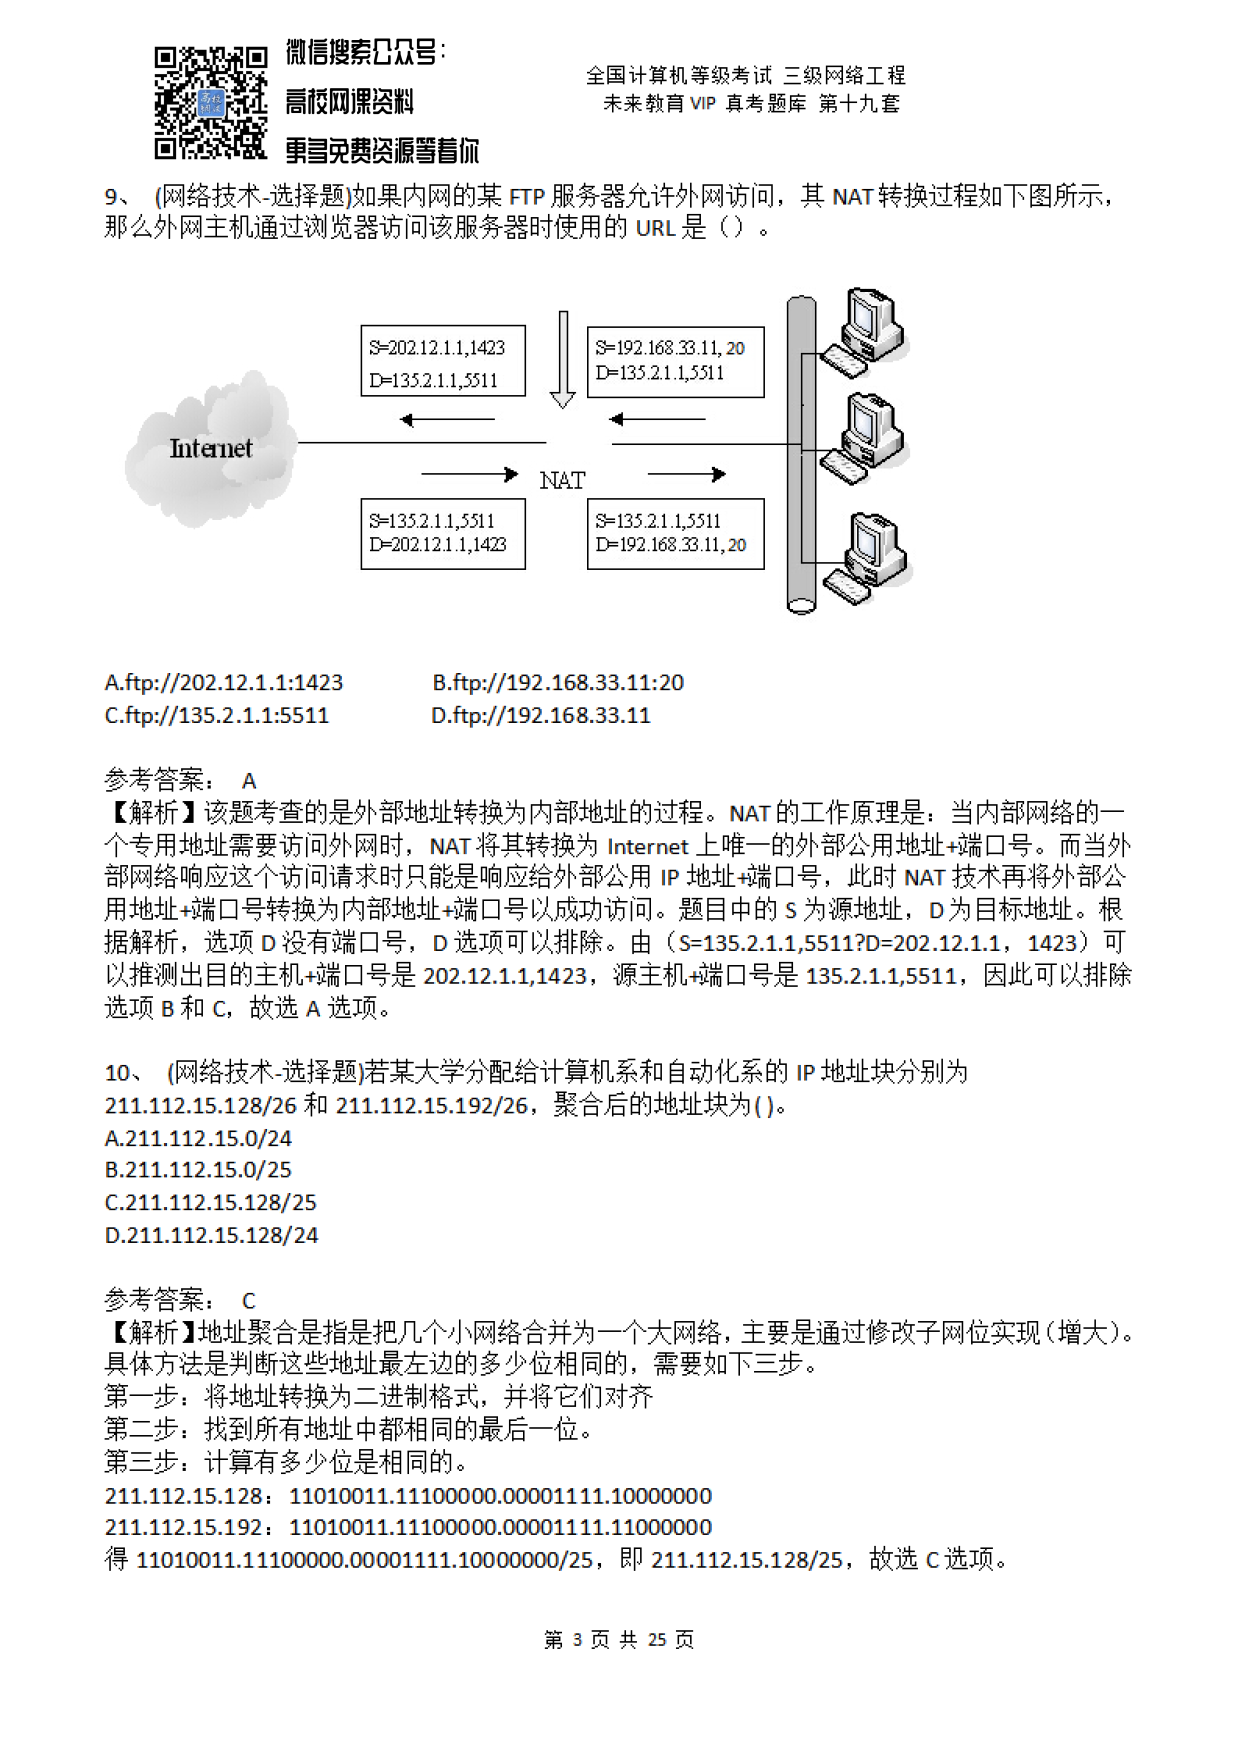 微信搜索公众号：
高校网课资料
更多免费资源等着你
全国计算机等级考试 三级网络工程
未来教育 VIP 真考题库 第十九套
9、 (网络技术-选择题)如果内网的某 FTP 服务器允许外网访问，其 NAT 转换过程如下图所示，
那么外网主机通过浏览器访问该服务器时使用的 URL 是（）。
S=202.12.1.1,1423
D=135.2.1.1,5511
S=192.168.33.11, 20
D=135.2.1.1,5511
Internet
NAT
S=135.2.1.1,5511
D=202.12.1.1,1423
S=135.2.1.1,5511
D=192.168.33.11, 20
A.ftp://202.12.1.1:1423 B.ftp://192.168.33.11:20
C.ftp://135.2.1.1:5511 D.ftp://192.168.33.11
参考答案： A
【解析】该题考查的是外部地址转换为内部地址的过程。NAT 的工作原理是：当内部网络的一
个专用地址需要访问外网时，NAT 将其转换为 Internet 上唯一的外部公用地址+端口号。而当外
部网络响应这个访问请求时只能是响应给外部公用 IP 地址+端口号，此时 NAT 技术再将外部公
用地址+端口号转换为内部地址+端口号以成功访问。题目中的 S 为源地址，D 为目标地址。根
据解析，选项 D 没有端口号，D 选项可以排除。由（S=135.2.1.1,5511?D=202.12.1.1，1423）可
以推测出目的主机+端口号是 202.12.1.1,1423，源主机+端口号是 135.2.1.1,5511，因此可以排除
选项 B 和 C，故选 A 选项。
10、 (网络技术-选择题)若某大学分配给计算机系和自动化系的 IP 地址块分别为
211.112.15.128/26 和 211.112.15.192/26，聚合后的地址块为( )。
A.211.112.15.0/24
B.211.112.15.0/25
C.211.112.15.128/25
D.211.112.15.128/24
参考答案： C
【解析】地址聚合是指是把几个小网络合并为一个大网络，主要是通过修改子网位实现（增大）。
具体方法是判断这些地址最左边的多少位相同的，需要如下三步。
第一步：将地址转换为二进制格式，并将它们对齐
第二步：找到所有地址中都相同的最后一位。
第三步：计算有多少位是相同的。
211.112.15.128：11010011.11100000.00001111.10000000
211.112.15.192：11010011.11100000.00001111.11000000
得 11010011.11100000.00001111.10000000/25，即 211.112.15.128/25，故选 C 选项。
第 3 页 共 25 页